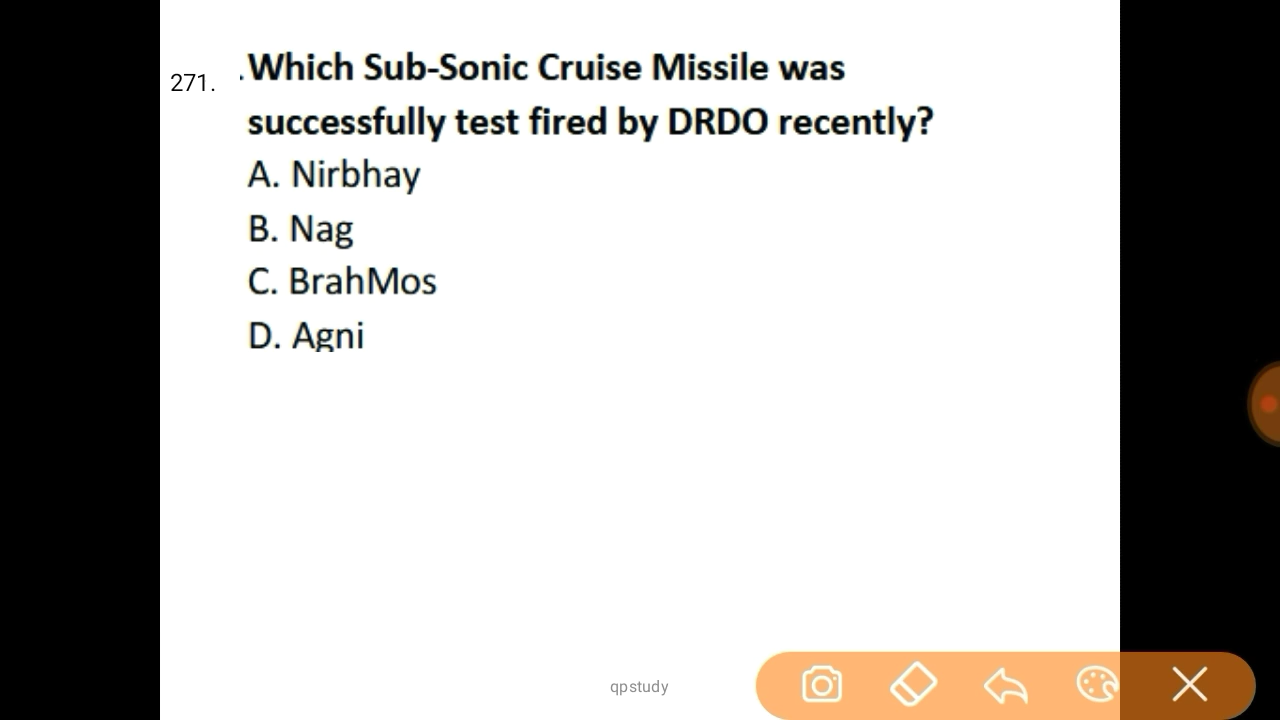 271. .Which Sub-Sonic Cruise Missile was
successfully test fired by DRDO recently?
A. Nirbhay
B. Nag
C. BrahMos
D. Agni
qpstudy